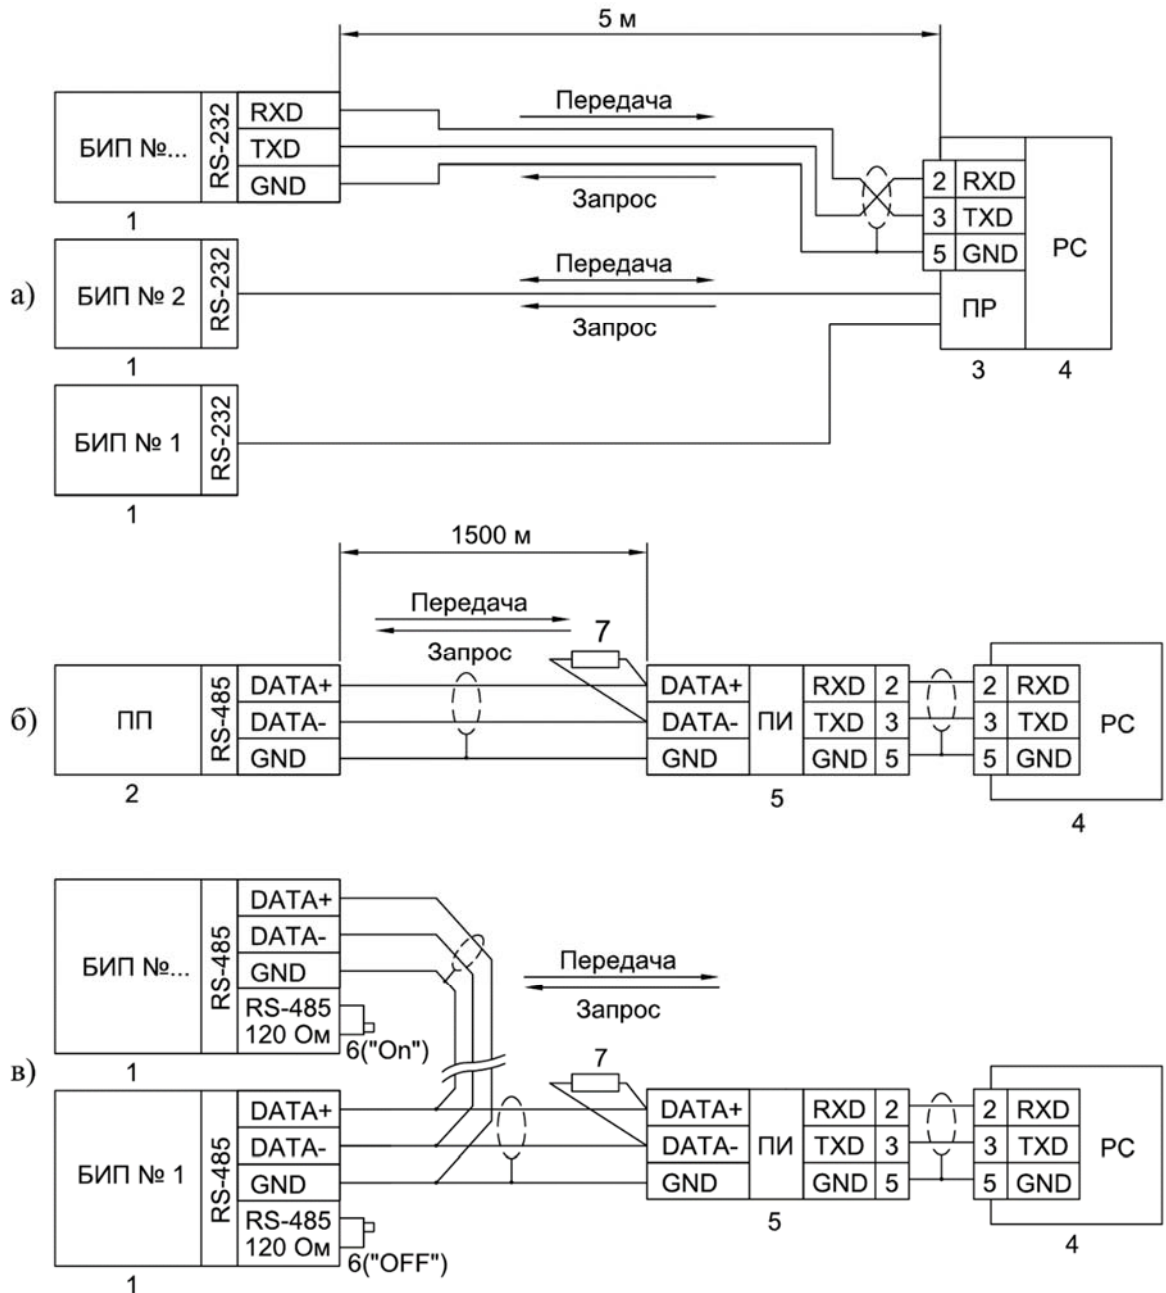 а)
5 м
БИП №...
RS-232
RXD
TXD
GND
1
Передача
Запрос
2 RXD
3 TXD
5 GND
ПР
PC
3
4
БИП № 2
RS-232
1
Передача
Запрос
БИП № 1
RS-232
1
б)
1500 м
Передача
Запрос
7
ПП
RS-485
DATA+
DATA-
GND
2
DATA+
DATA-
GND
ПИ
RXD 2
TXD 3
GND 5
5
2 RXD
3 TXD
5 GND
PC
4
в)
БИП №...
RS-485
DATA+
DATA-
GND
RS-485
120 Ом
6("On")
1
Передача
Запрос
7
БИП № 1
RS-485
DATA+
DATA-
GND
RS-485
120 Ом
6("OFF")
1
DATA+
DATA-
GND
ПИ
RXD 2
TXD 3
GND 5
5
2 RXD
3 TXD
5 GND
PC
4